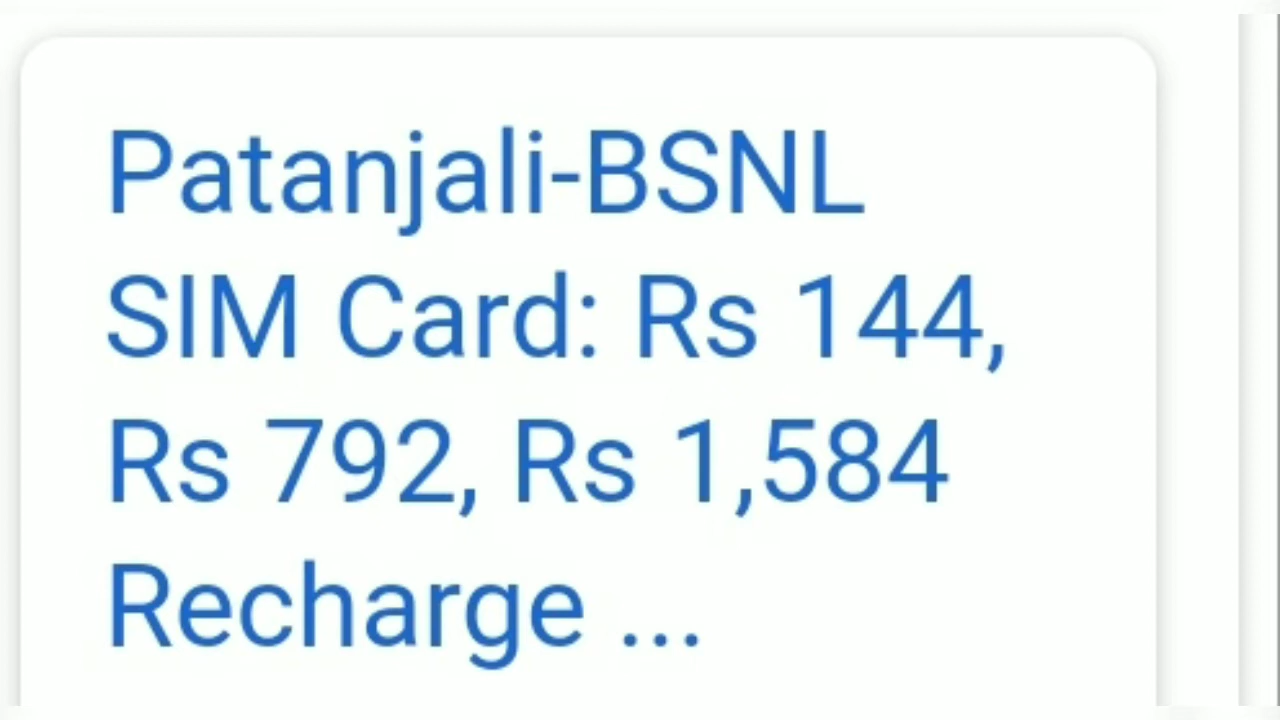 Patanjali-BSNL
SIM Card: Rs 144,
Rs 792, Rs 1,584
Recharge ...